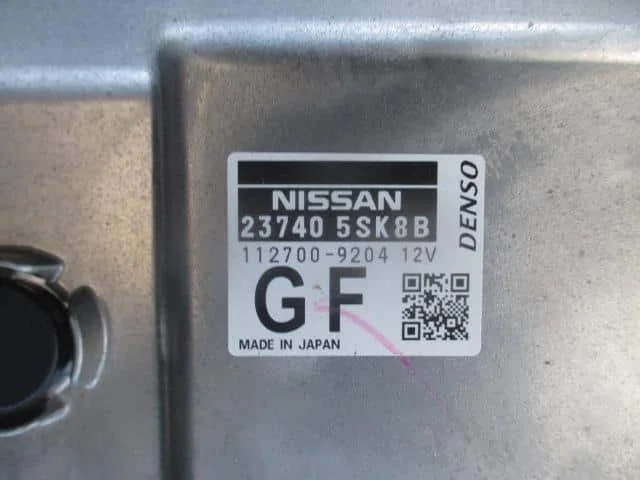 NISSAN
23740 5SK8B
112700-9204 12V
GF
MADE IN JAPAN
DENSO